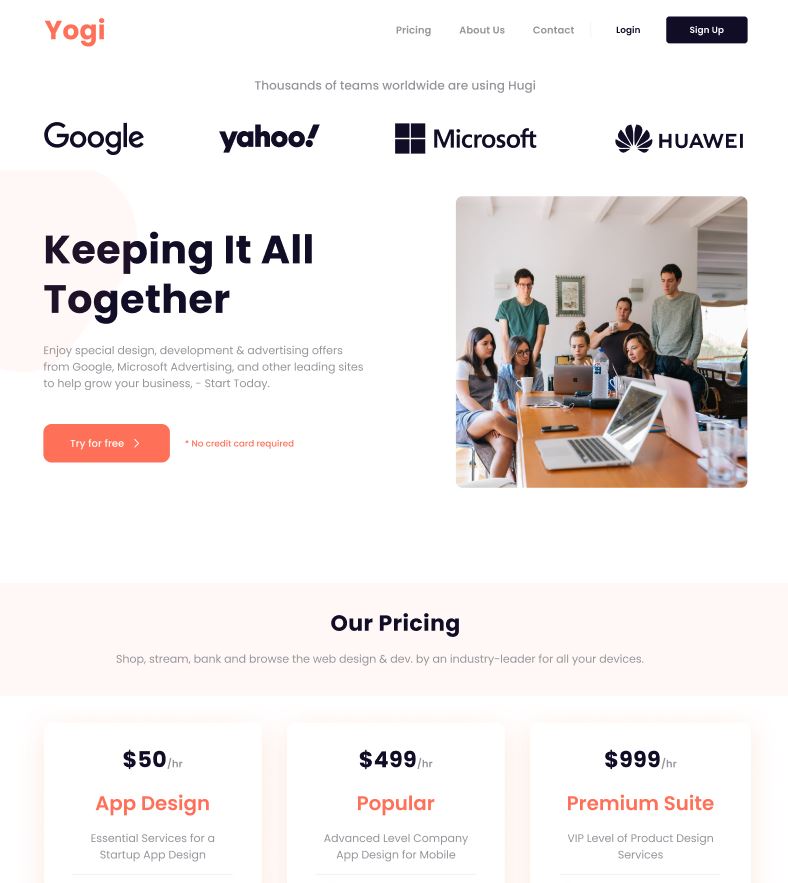 Yogi
Pricing
About Us
Contact
Login
Sign Up
Thousands of teams worldwide are using Hugi
Google
yahoo!
Microsoft
HUAWEI
Keeping It All
Together
Enjoy special design, development & advertising offers
from Google, Microsoft Advertising, and other leading sites
to help grow your business, - Start Today.
Try for free
* No credit card required
Our Pricing
Shop, stream, bank and browse the web design & dev. by an industry-leader for all your devices.
$50/hr
App Design
Essential Services for a
Startup App Design
$499/hr
Popular
Advanced Level Company
App Design for Mobile
$999/hr
Premium Suite
VIP Level of Product Design
Services